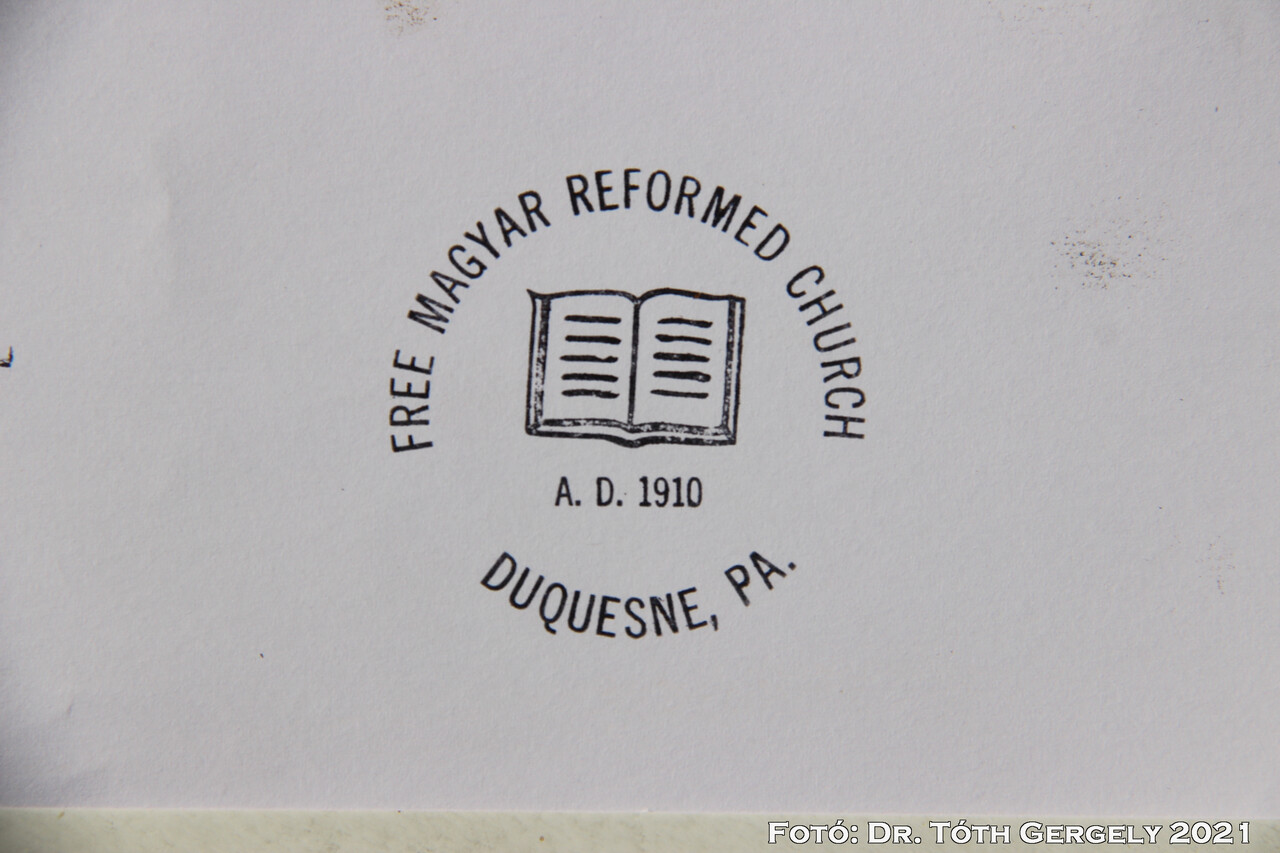 FREE MAGYAR REFORMED CHURCH
A. D. 1910
DUQUESNE, PA.
FOTÓ: DR. TÓTH GERGELY 2021